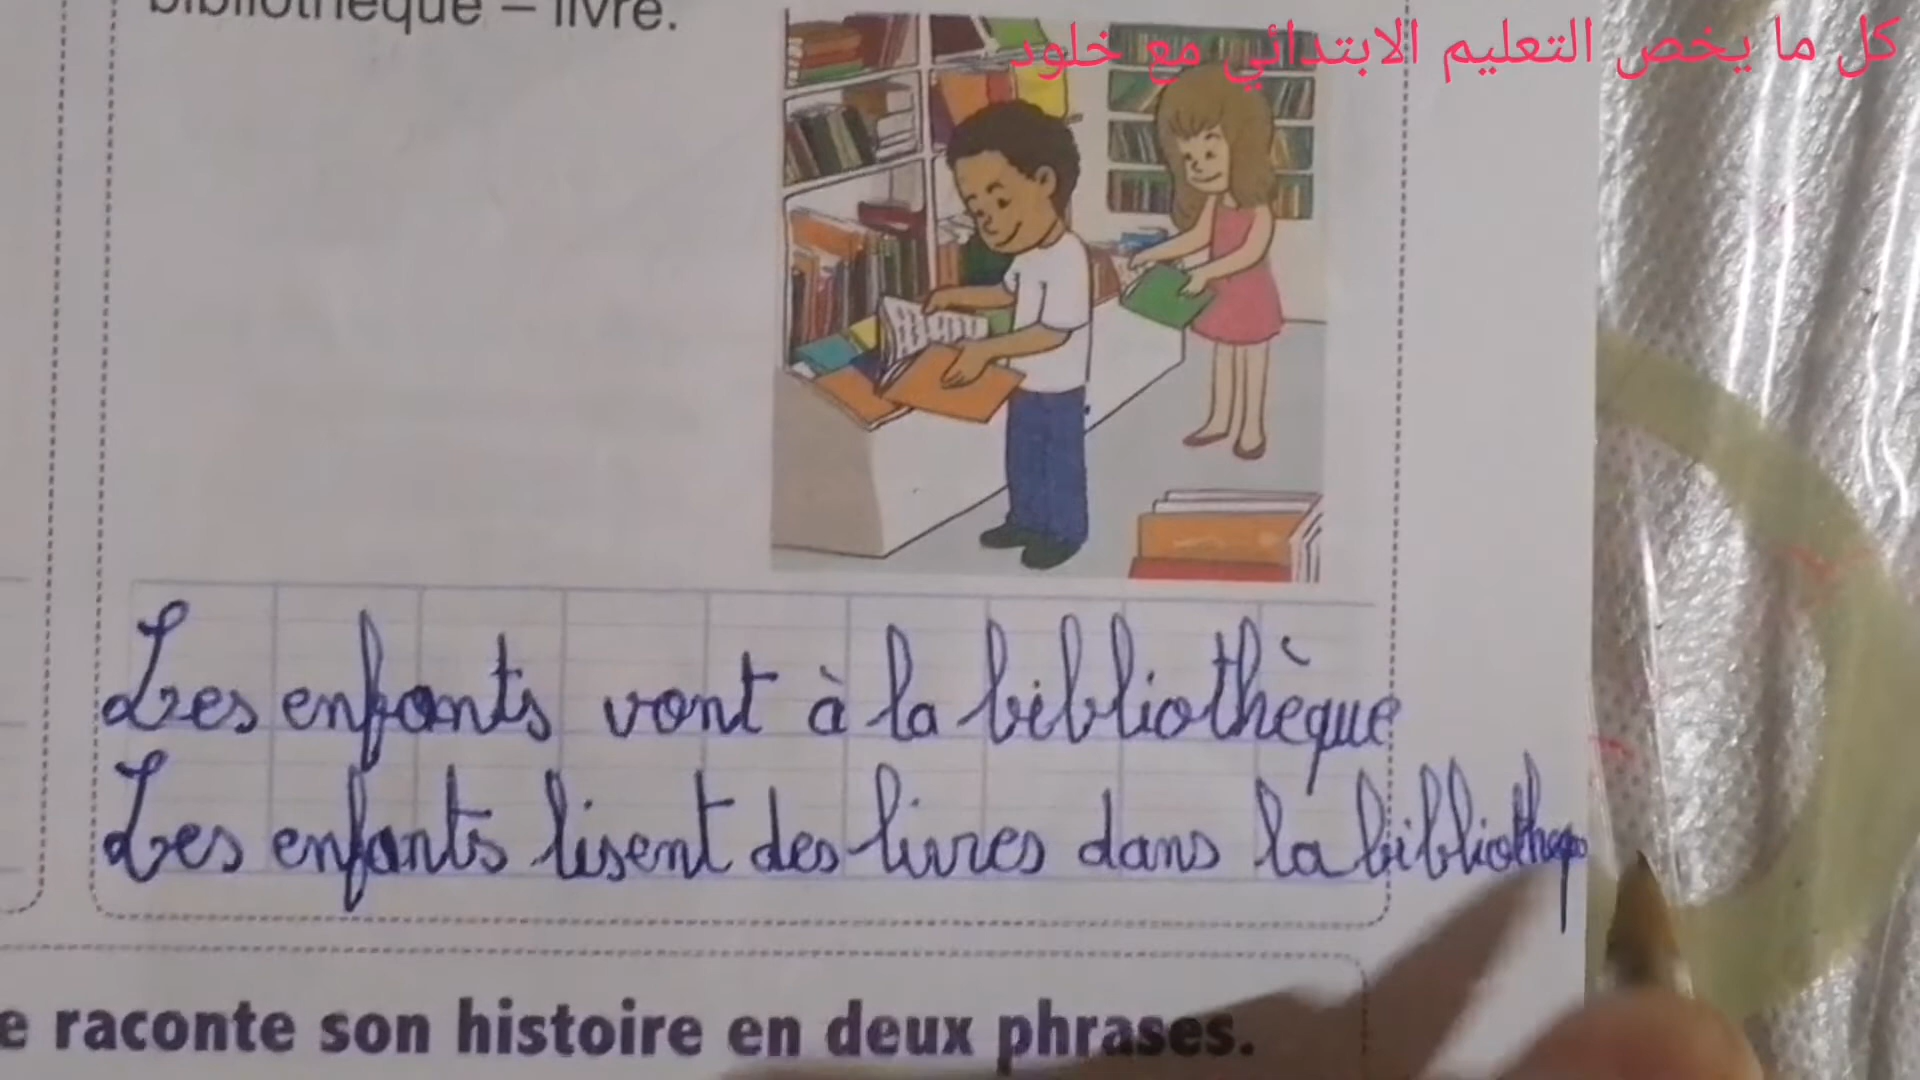 bibliothèque – livre.
كل ما يخص التعليم الابتدائي مع خلود
Les enfants vont à la bibliothèque
Les enfants lisent des livres dans la
e raconte son histoire en deux phrases.